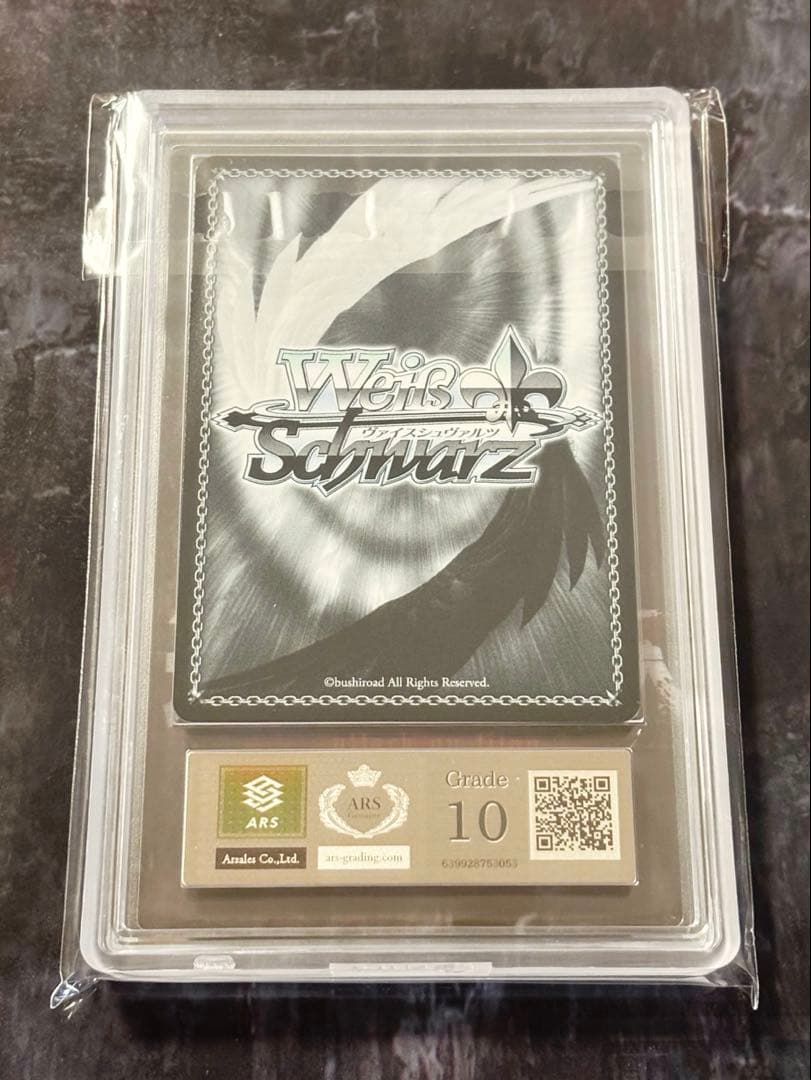 Weiß
ヴァイスシュヴァルツ
Schwarz
©bushiroad All Rights Reserved.
ARS
ARS
Genuine
Grade
10
Arsales Co.,Ltd.
ars-grading.com
639928753053